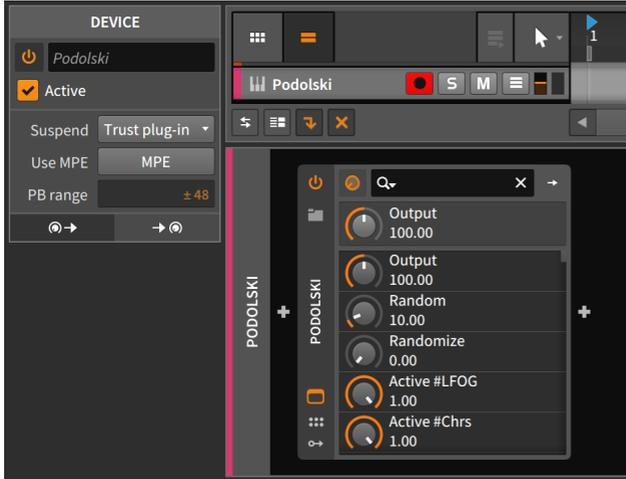 DEVICE
Podolski
Active
Suspend Trust plug-in
Use MPE MPE
PB range ± 48
1
Podolski S M
PODOLSKI
PODOLSKI
Output
100.00
Output
100.00
Random
10.00
Randomize
0.00
Active #LFOG
1.00
Active #Chrs
1.00